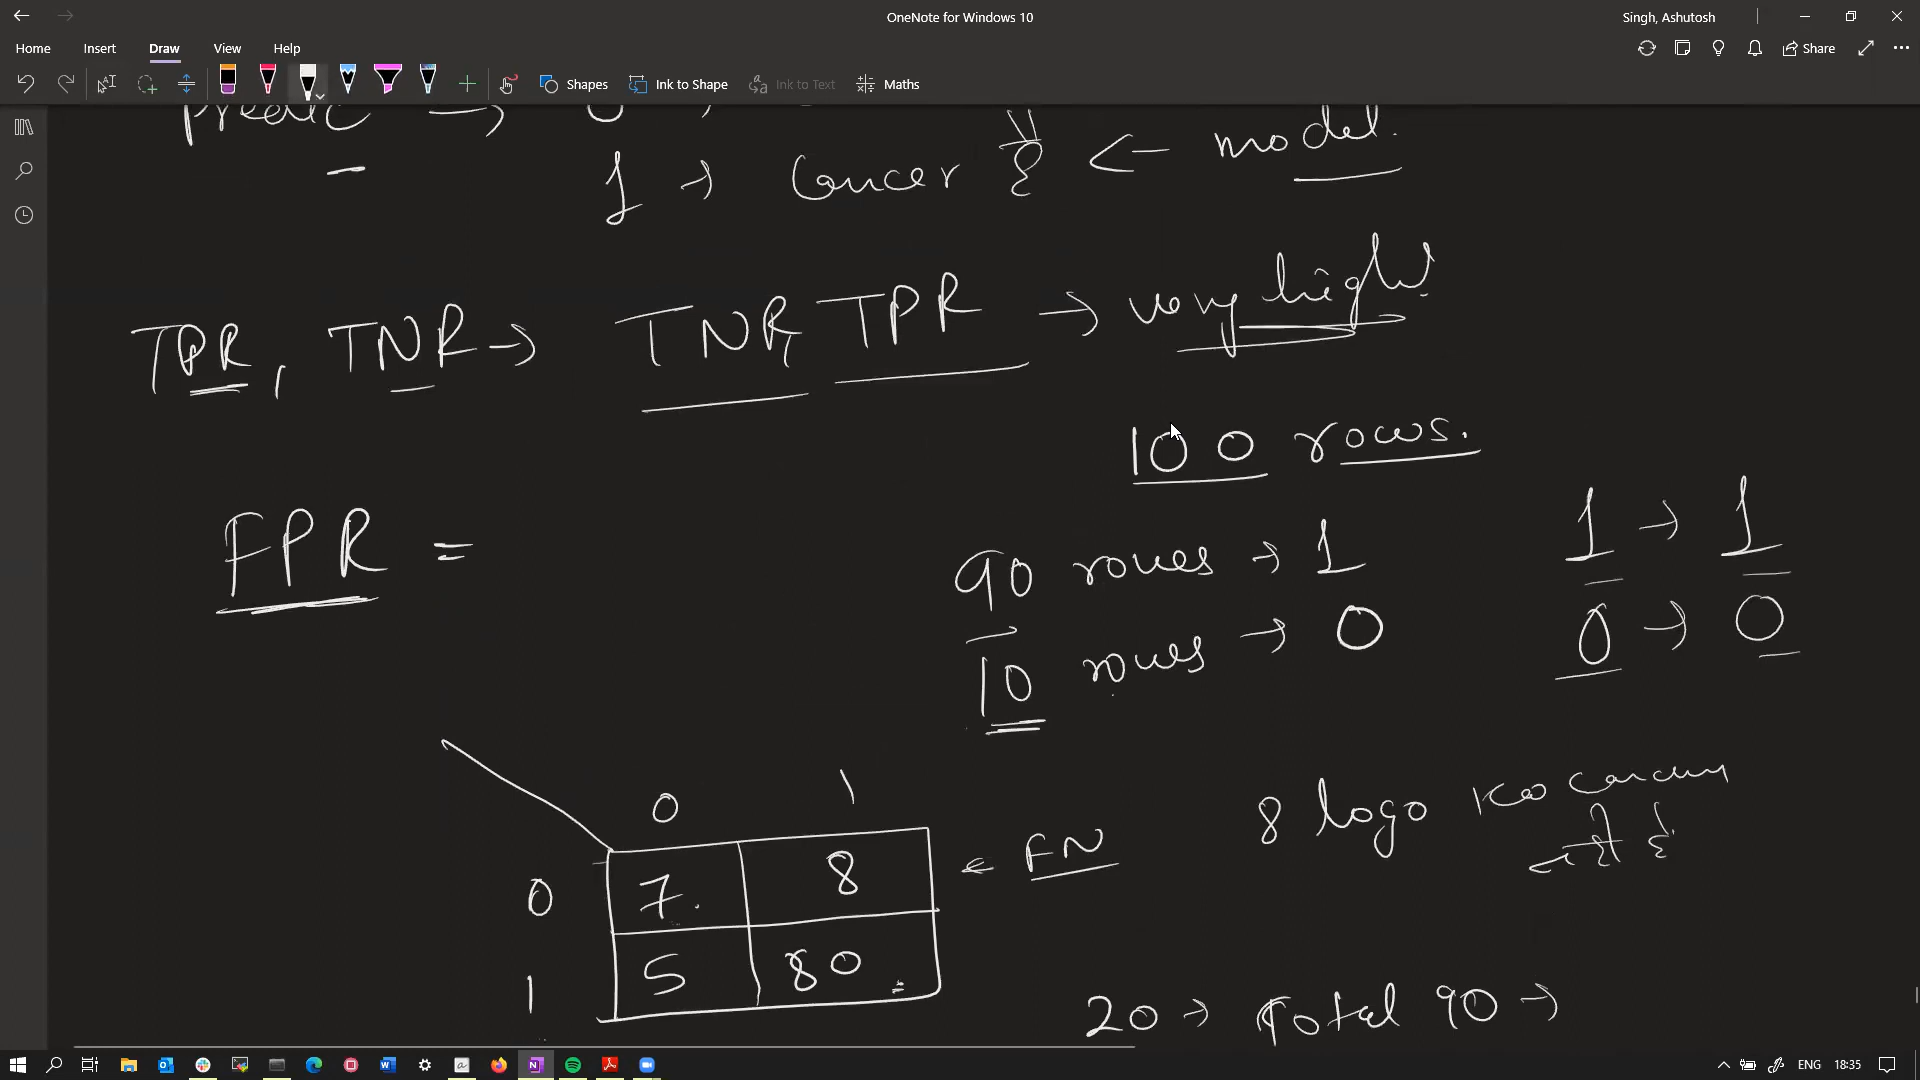 OneNote for Windows 10
Singh, Ashutosh
Home Insert Draw View Help
Share
Shapes Ink to Shape Ink to Text Maths
Predic →
1 → Cancer ← model.
TPR, TNR → TNR, TPR → very high
100 rows.
FPR =
90 rows → 1
1 → 1
10 rows → 0
0 → 0
0 1
8 logo ko cancer
0 7 8 ← FN
1 5 80
20 → Total 90 →
ENG 18:35